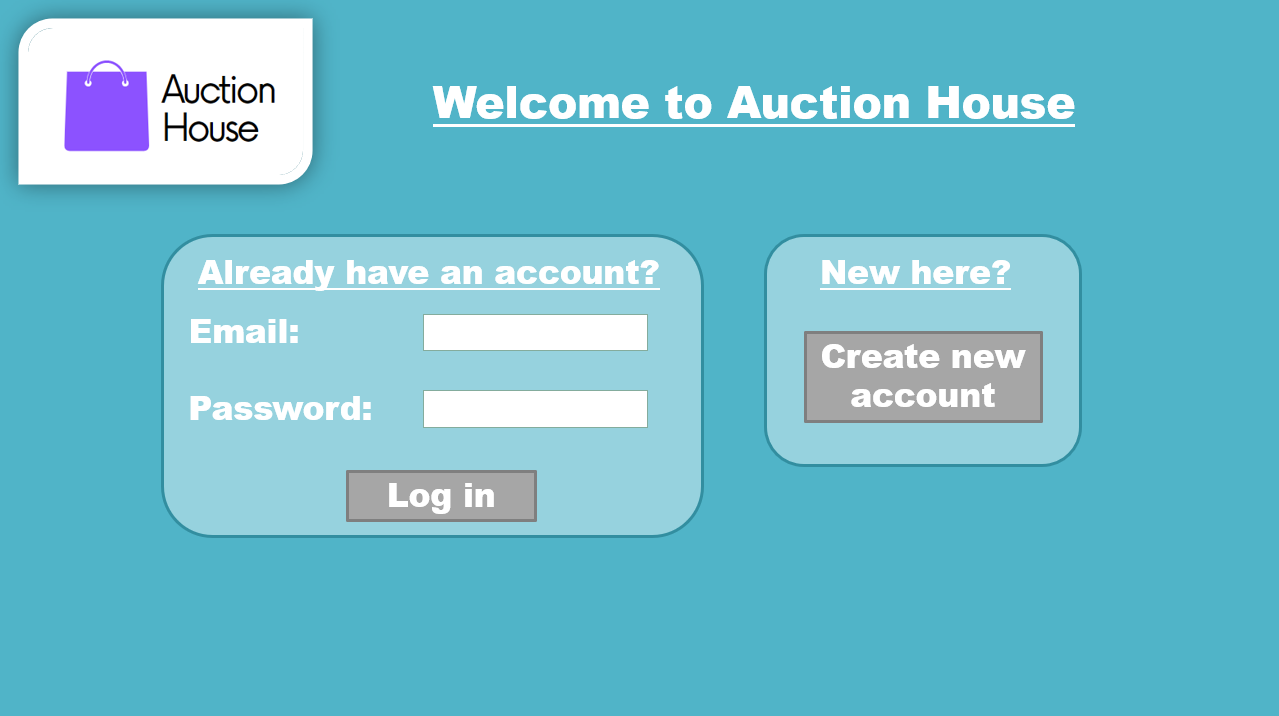 Auction
House
Welcome to Auction House
Already have an account?
Email:
Password:
Log in
New here?
Create new
account